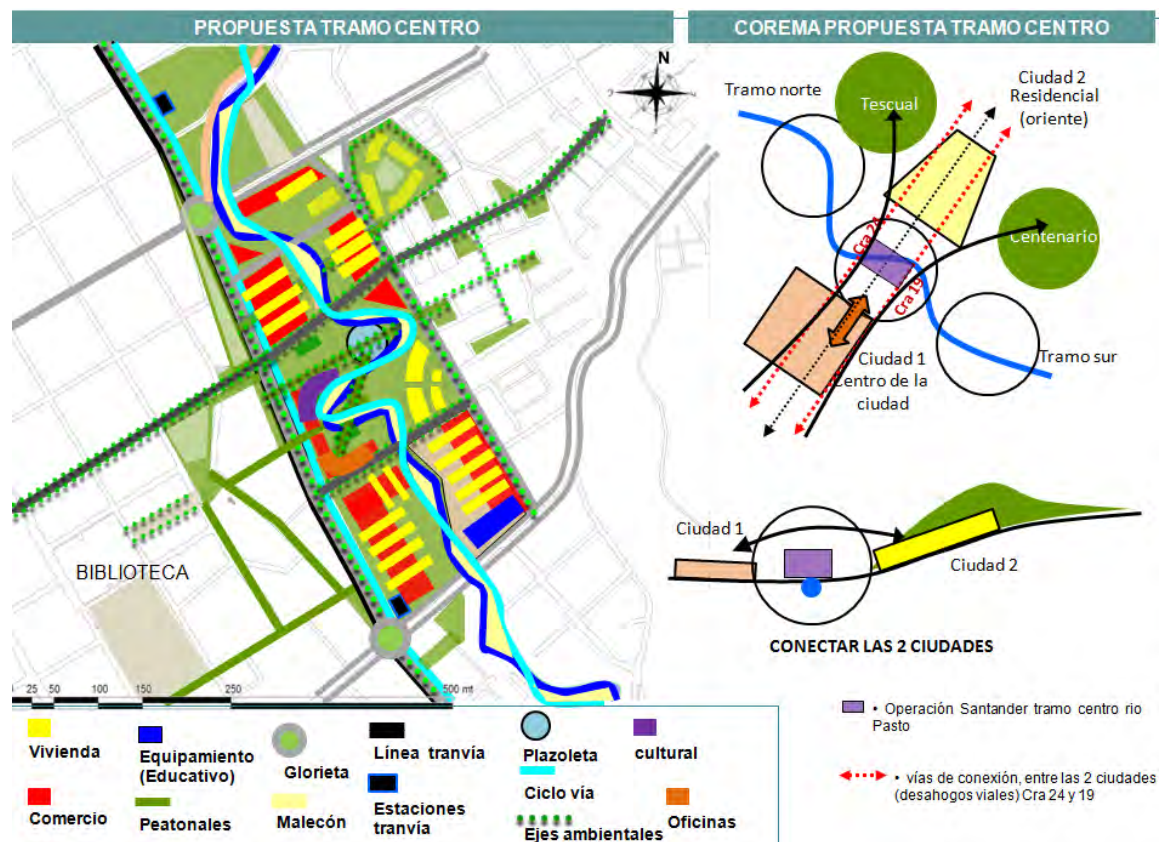 PROPUESTA TRAMO CENTRO
BIBLIOTECA
25 50 100 150 250 500 mt
Vivienda
Equipamiento
(Educativo)
Glorieta
Línea tranvía
Plazoleta
cultural
Comercio
Peatonales
Malecón
Estaciones
tranvía
Ciclo vía
Ejes ambientales
Oficinas
COREMA PROPUESTA TRAMO CENTRO
N
Tramo norte
Tescual
Ciudad 2
Residencial
(oriente)
Centenario
Cra 24
Cra 19
Ciudad 1
Centro de la
ciudad
Tramo sur
Ciudad 1
Ciudad 2
CONECTAR LAS 2 CIUDADES
• Operación Santander tramo centro rio
Pasto
• vías de conexión, entre las 2 ciudades
(desahogos viales) Cra 24 y 19